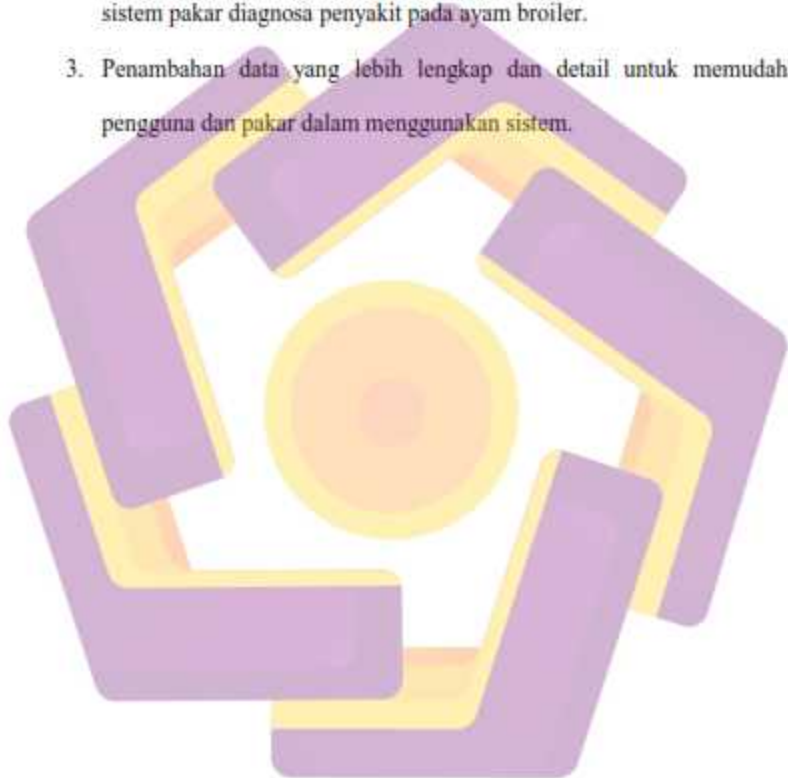 sistem pakar diagnosa penyakit pada ayam broiler.
3. Penambahan data yang lebih lengkap dan detail untuk memudah
pengguna dan pakar dalam menggunakan sistem.